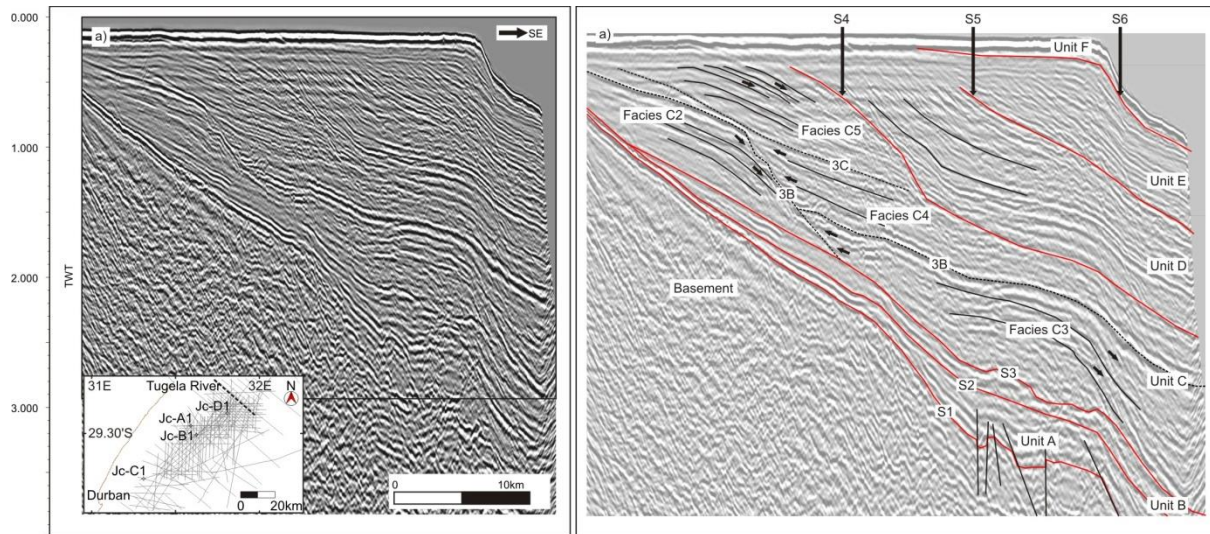 0.000
1.000
2.000
3.000
TWT
a)
SE
31E
32E
N
Tugela River
Jc-D1
Jc-A1
Jc-B1
29.30'S
Jc-C1
Durban
0 20km
0 10km
a)
S4
S5
S6
Unit F
Facies C2
Facies C5
3C
3B
Facies C4
Unit E
3B
Unit D
Basement
Facies C3
S3
S2
S1
Unit C
Unit A
Unit B